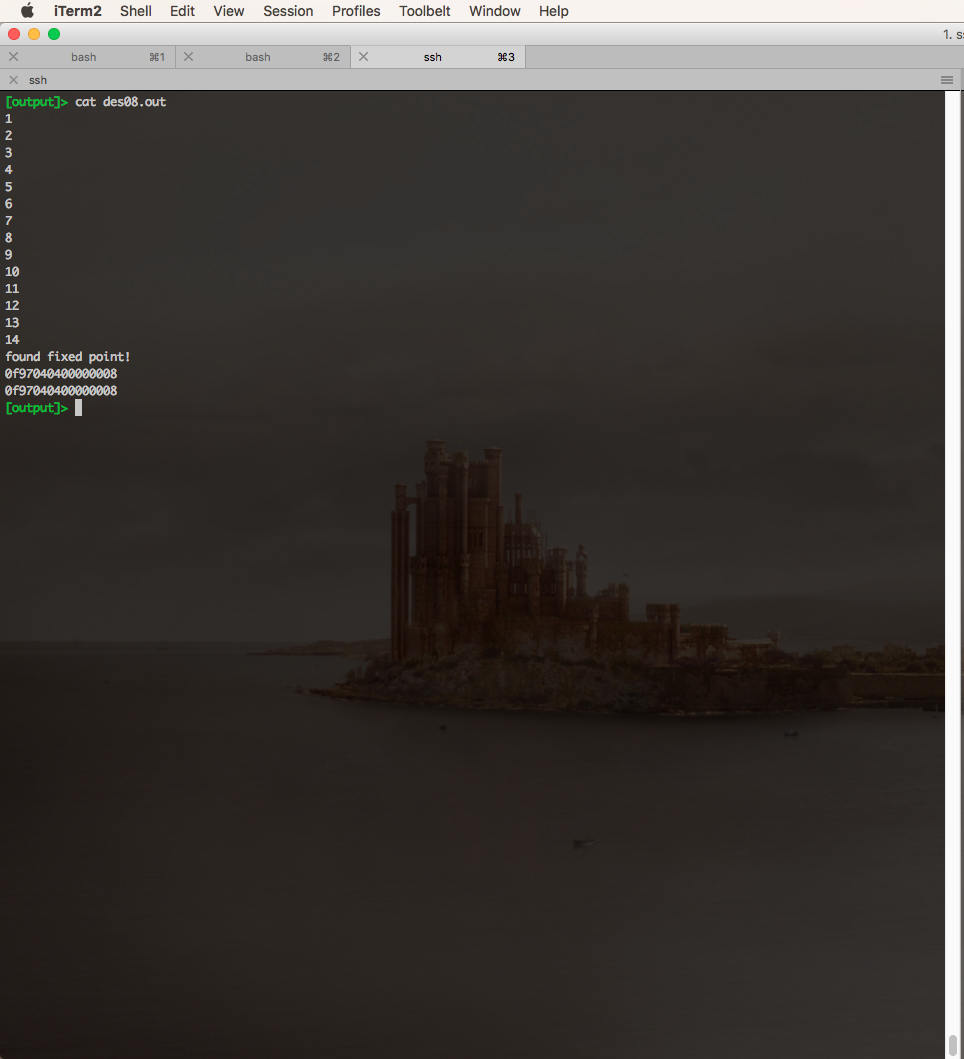 iTerm2 Shell Edit View Session Profiles Toolbelt Window Help
1. s
bash ⌘1 bash ⌘2 ssh ⌘3
ssh
[output]> cat des08.out
1
2
3
4
5
6
7
8
9
10
11
12
13
14
found fixed point!
0f97040400000008
0f97040400000008
[output]>